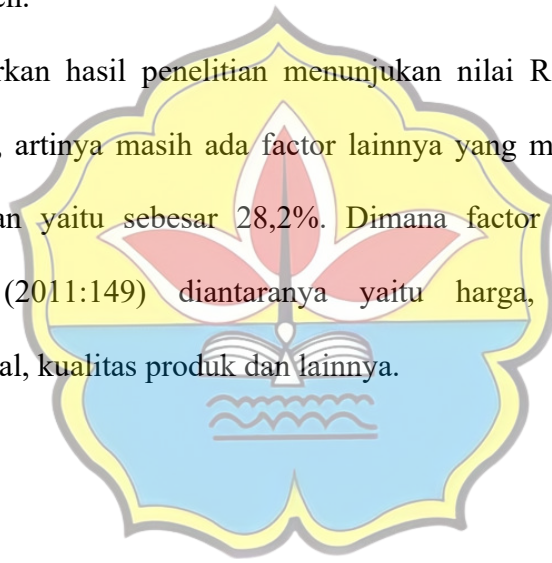 rkan hasil penelitian menunjukan nilai R
, artinya masih ada factor lainnya yang m
an yaitu sebesar 28,2%. Dimana factor
(2011:149) diantaranya yaitu harga,
al, kualitas produk dan lainnya.